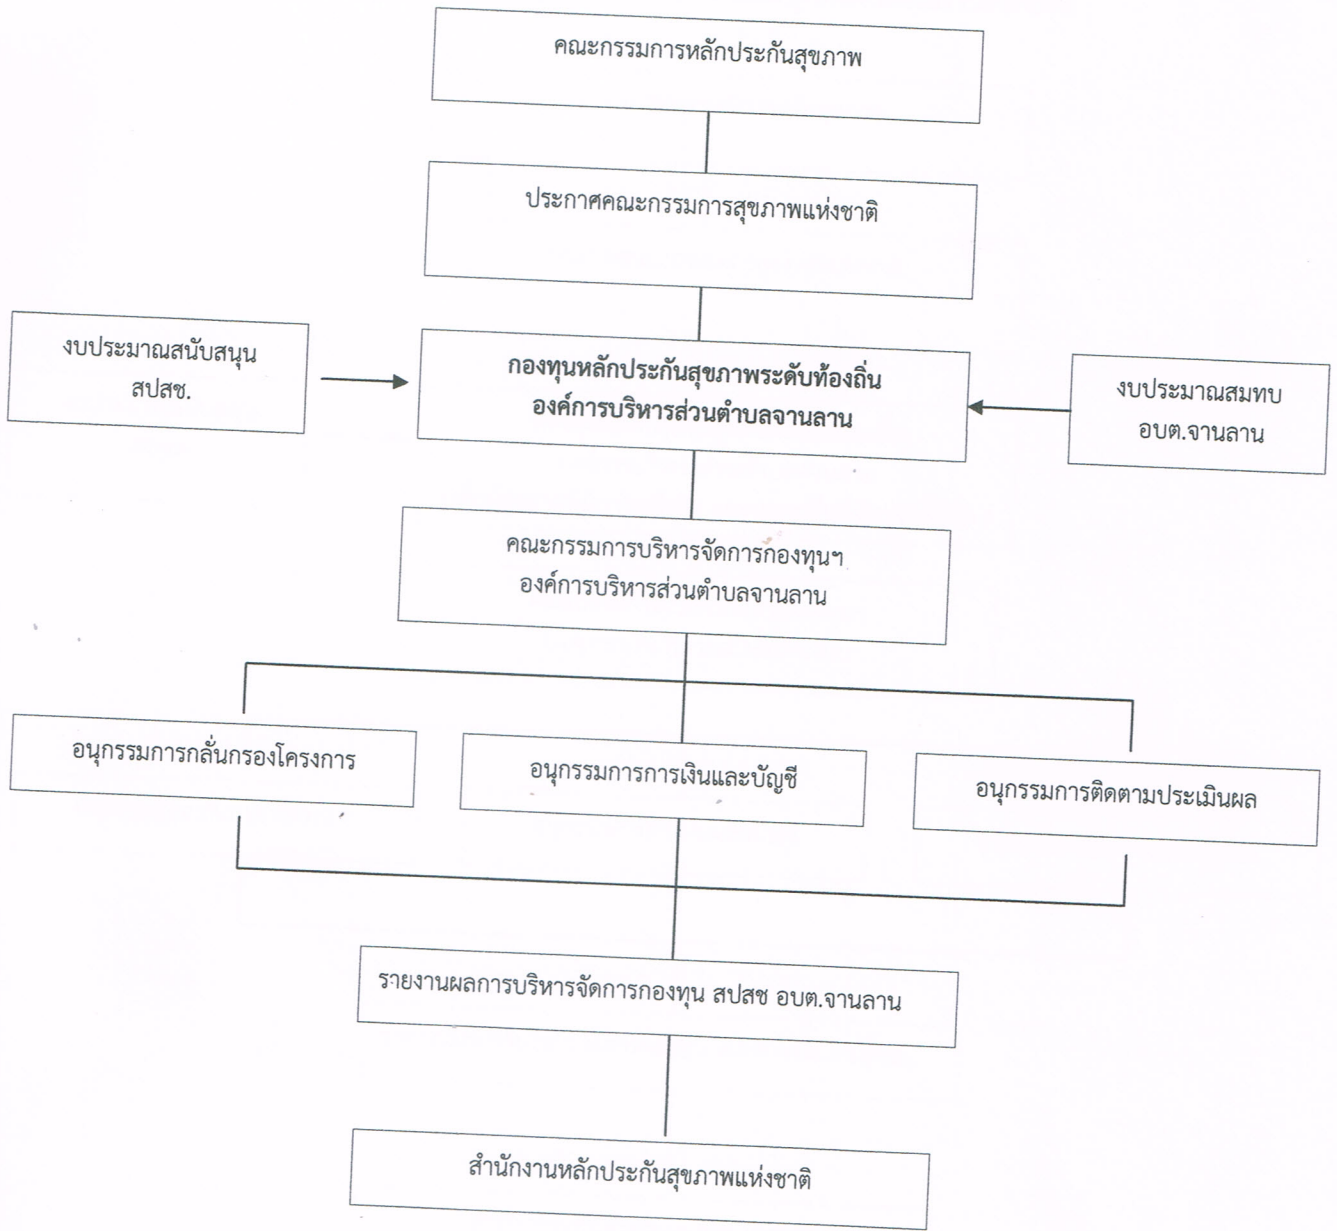 คณะกรรมการหลักประกันสุขภาพ
ประกาศคณะกรรมการสุขภาพแห่งชาติ
งบประมาณสนับสนุน
สปสช.
กองทุนหลักประกันสุขภาพระดับท้องถิ่น
องค์การบริหารส่วนตำบลจานลาน
งบประมาณสมทบ
อบต.จานลาน
คณะกรรมการบริหารจัดการกองทุนฯ
องค์การบริหารส่วนตำบลจานลาน
อนุกรรมการกลั่นกรองโครงการ
อนุกรรมการการเงินและบัญชี
อนุกรรมการติดตามประเมินผล
รายงานผลการบริหารจัดการกองทุน สปสช อบต.จานลาน
สำนักงานหลักประกันสุขภาพแห่งชาติ